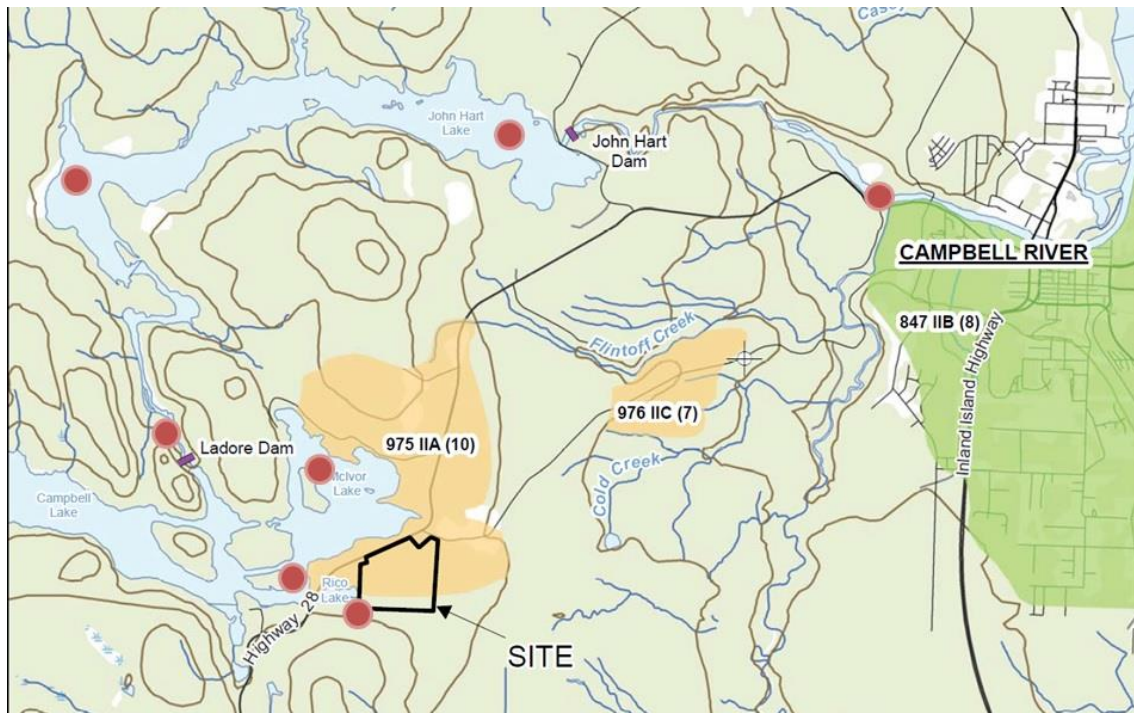 Casey
John Hart
Lake
John Hart
Dam
CAMPBELL RIVER
847 IIB (8)
Flintoff Creek
Inland Island Highway
976 IIC (7)
975 IIA (10)
Ladore Dam
McIvor
Lake
Cold Creek
Campbell
Lake
Rico
Lake
Highway 28
SITE